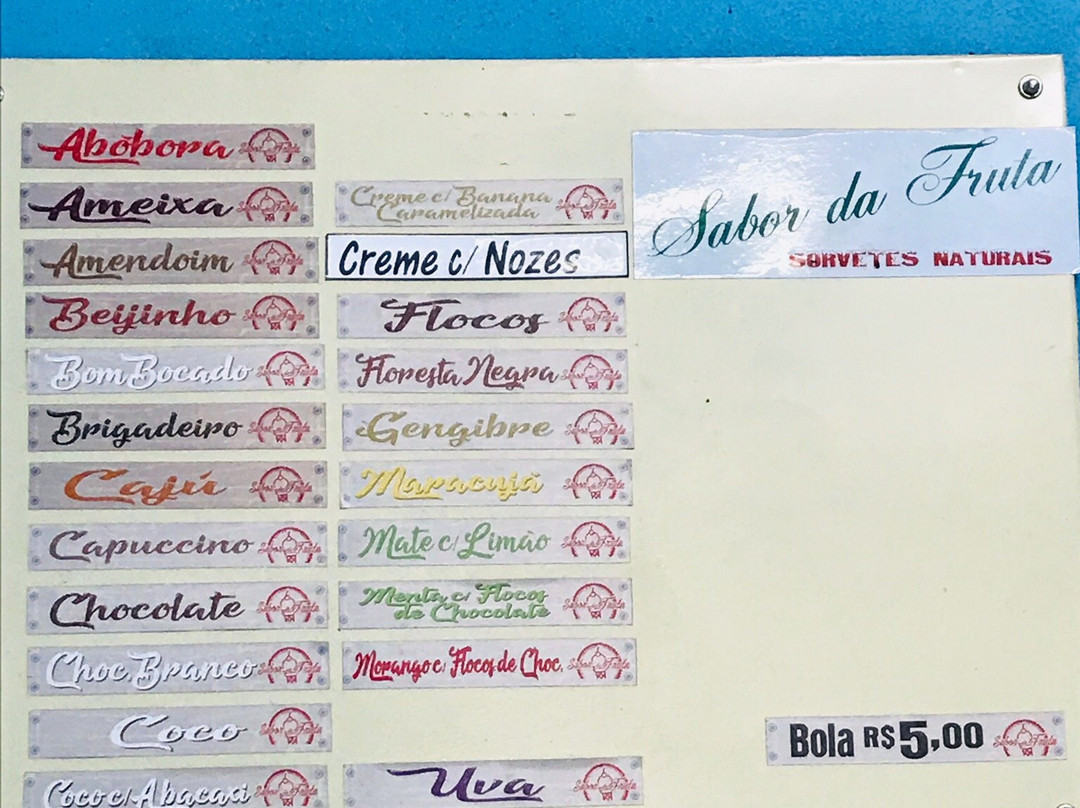 Abóbora
Ameixa
Amendoim
Beijinho
Bom Bocado
Brigadeiro
Cajú
Capuccino
Chocolate
Choc. Branco
Coco
Coco c/ Abacaxi
Creme c/ Banana
Caramelizada
Creme c/ Nozes
Flocos
Floresta Negra
Gengibre
Maracujá
Mate c/ Limão
Menta c/ Flocos
de Chocolate
Morango c/ Flocos de Choc.
Uva
Sabor da Fruta
SORVETES NATURAIS
Bola R$ 5,00